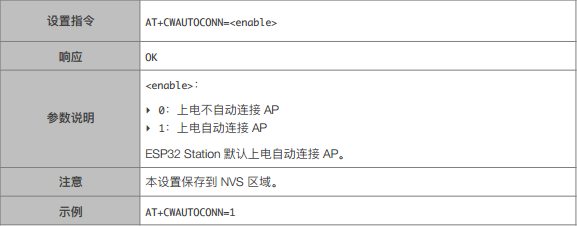 设置指令
AT+CWAUTOCONN=<enable>
响应
OK
参数说明
<enable>：
‣ 0：上电不自动连接 AP
‣ 1：上电自动连接 AP
ESP32 Station 默认上电自动连接 AP。
注意
本设置保存到 NVS 区域。
示例
AT+CWAUTOCONN=1